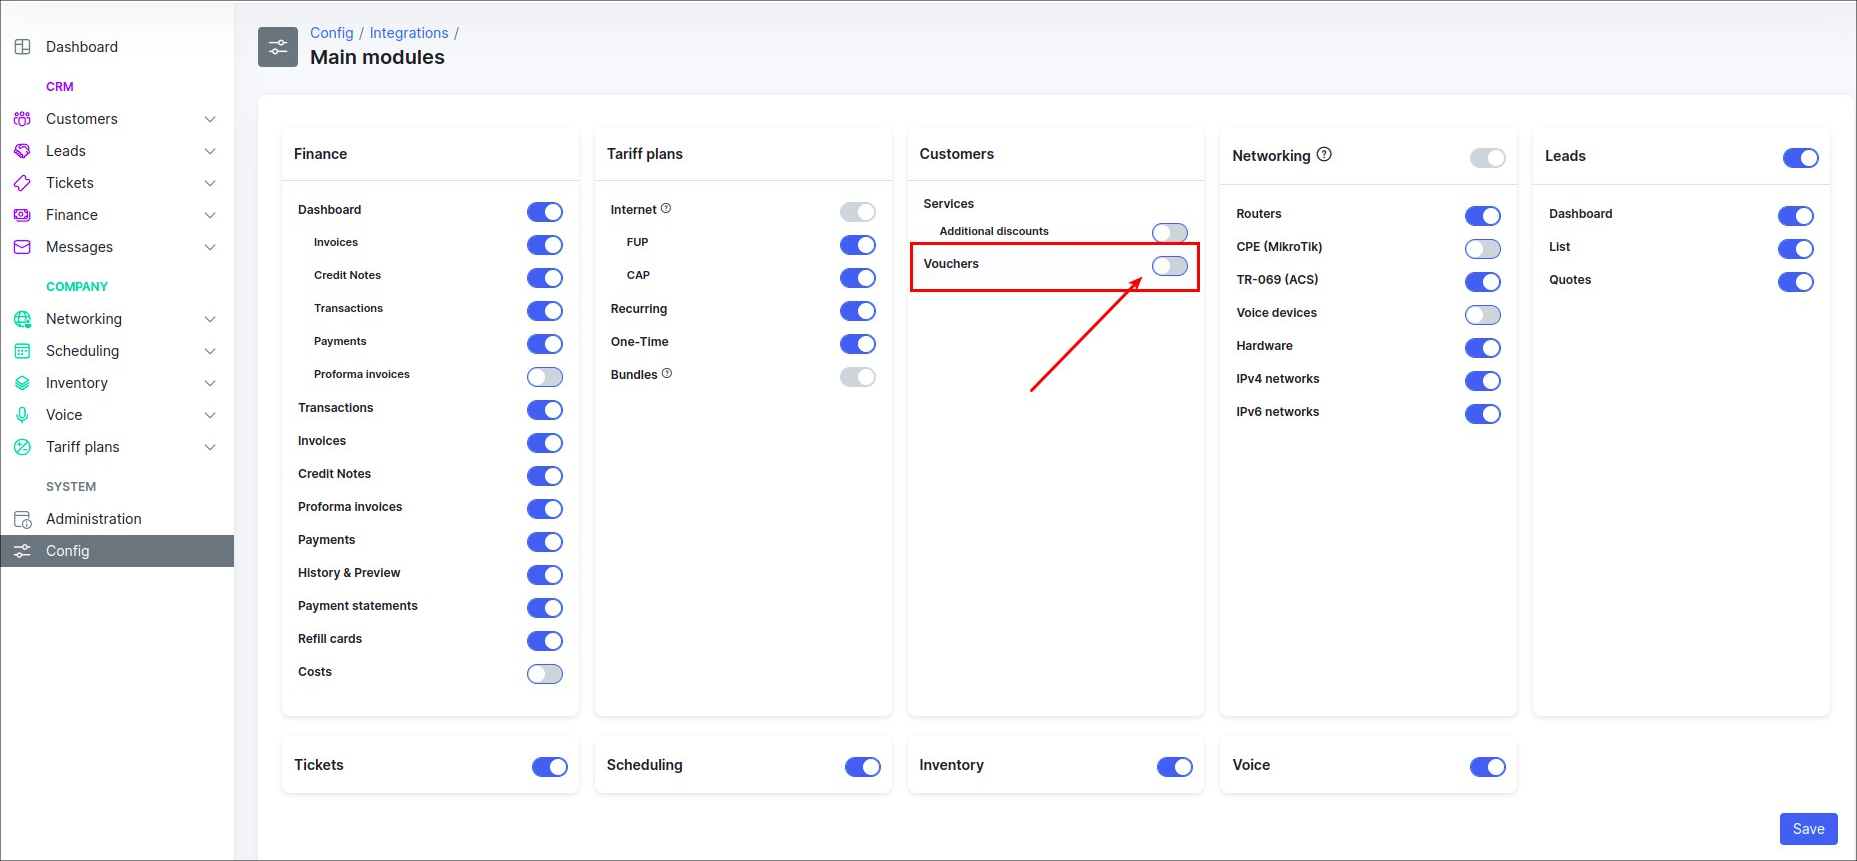 Dashboard
CRM
Customers
Leads
Tickets
Finance
Messages
COMPANY
Networking
Scheduling
Inventory
Voice
Tariff plans
SYSTEM
Administration
Config
Config / Integrations /
Main modules
Finance
Dashboard
Invoices
Credit Notes
Transactions
Payments
Proforma invoices
Transactions
Invoices
Credit Notes
Proforma invoices
Payments
History & Preview
Payment statements
Refill cards
Costs
Tariff plans
Internet ?
FUP
CAP
Recurring
One-Time
Bundles ?
Customers
Services
Additional discounts
Vouchers
Networking ?
Routers
CPE (MikroTik)
TR-069 (ACS)
Voice devices
Hardware
IPv4 networks
IPv6 networks
Leads
Dashboard
List
Quotes
Tickets
Scheduling
Inventory
Voice
Save